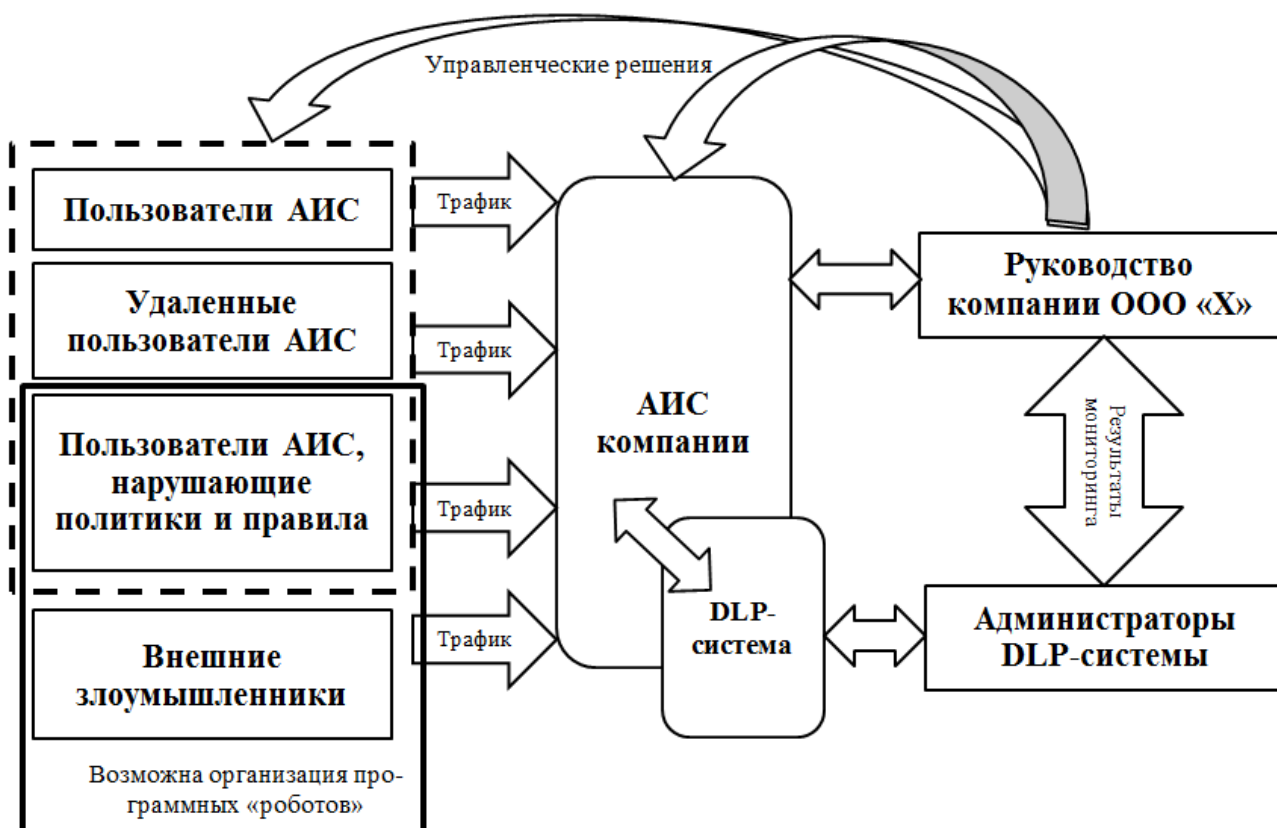 Управленческие решения
Пользователи АИС
Трафик
Удаленные
пользователи АИС
Трафик
Пользователи АИС,
нарушающие
политики и правила
Трафик
Внешние
злоумышленники
Трафик
Возможна организация про-
граммных «роботов»
АИС
компании
DLP-
система
Руководство
компании ООО «Х»
Результаты
мониторинга
Администраторы
DLP-системы